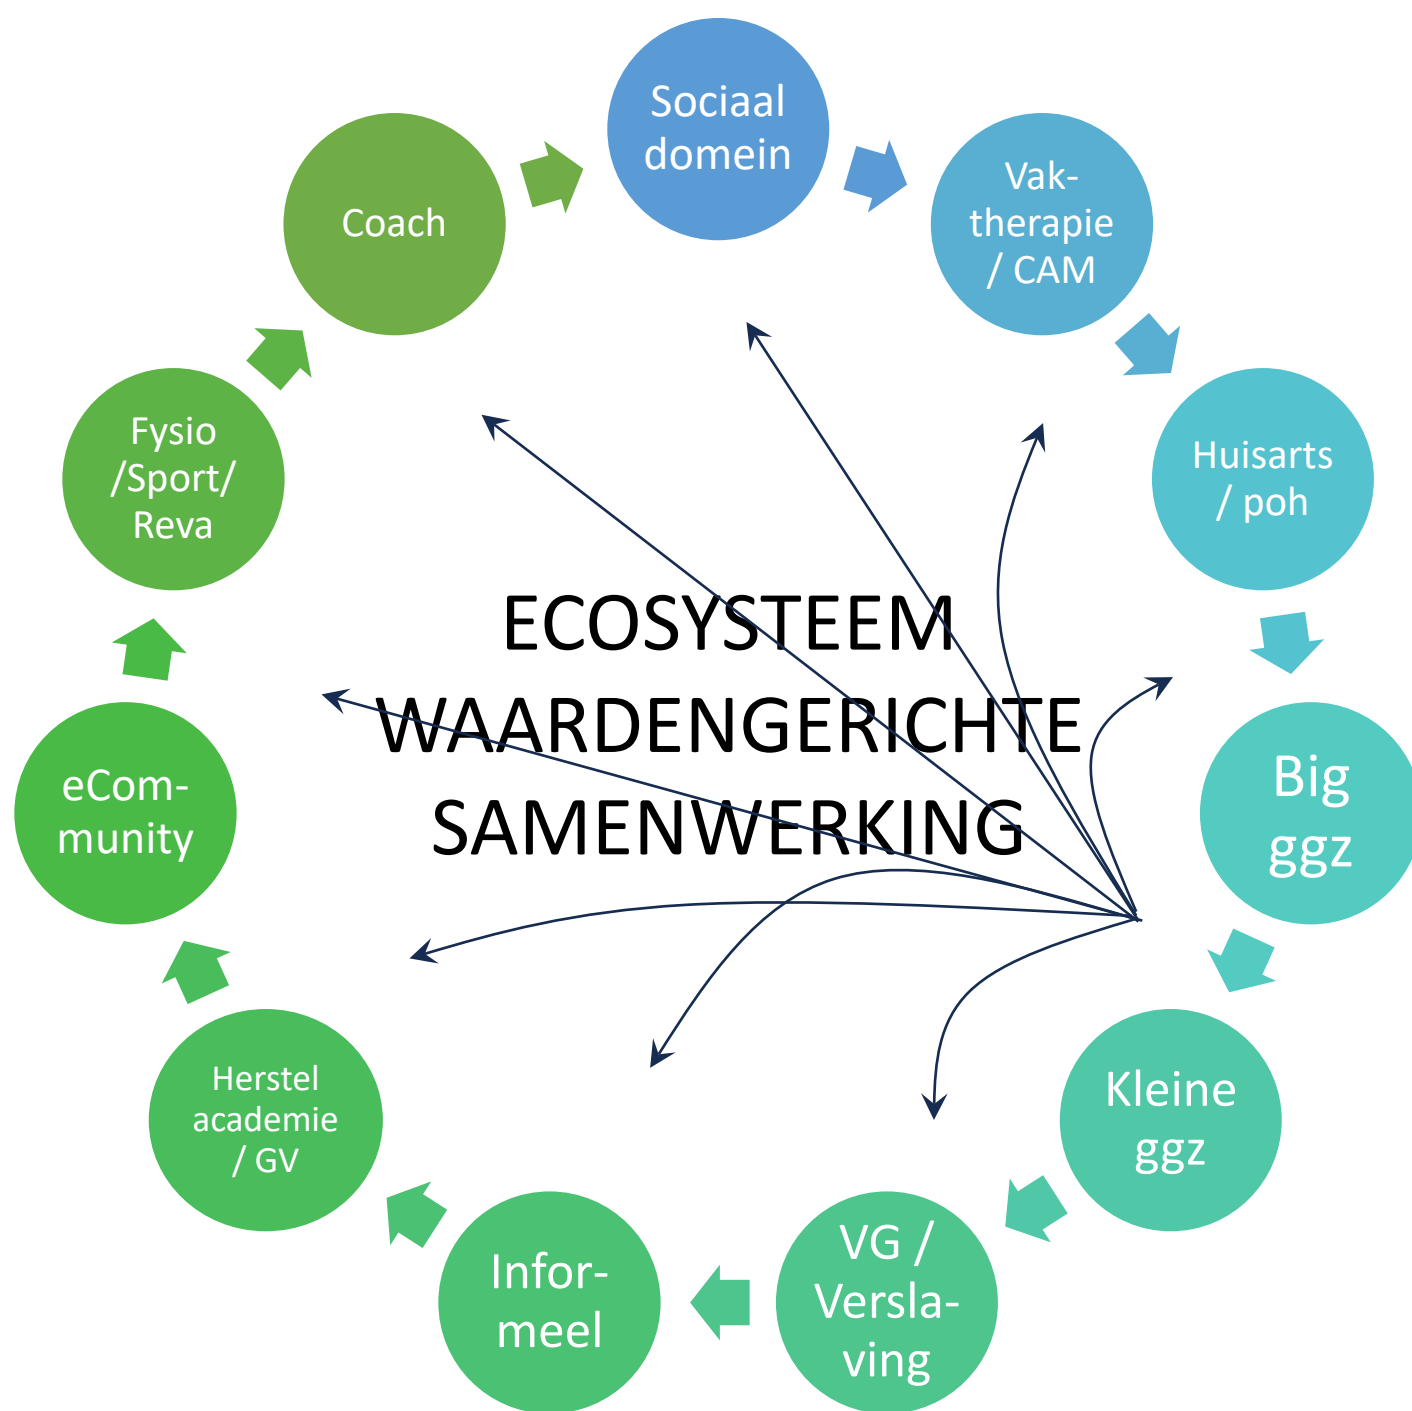 Sociaal
domein
Vak-
therapie
/ CAM
Huisarts
/ poh
Big
ggz
Kleine
ggz
VG /
Versla-
ving
Infor-
meel
Herstel
academie
/ GV
eCom-
munity
Fysio
/Sport/
Reva
Coach
ECOSYSTEEM
WAARDENGERICHTE
SAMENWERKING